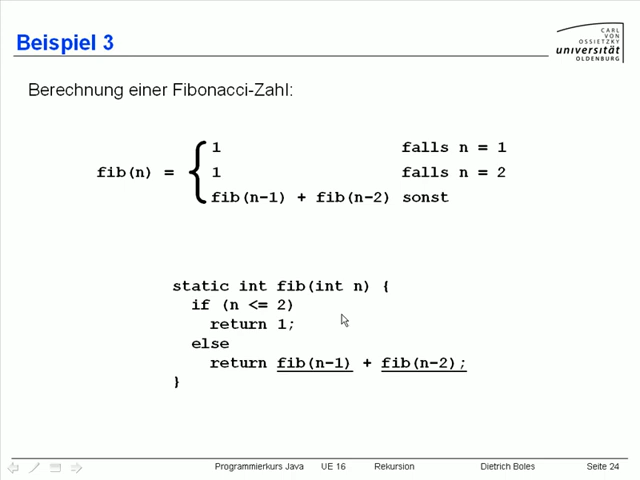 Beispiel 3
CARL
VON
OSSIETZKY
universität
OLDENBURG
Berechnung einer Fibonacci-Zahl:
1 falls n = 1
fib(n) = 1 falls n = 2
fib(n-1) + fib(n-2) sonst
static int fib(int n) {
if (n <= 2)
return 1;
else
return fib(n-1) + fib(n-2);
}
Programmierkurs Java UE 16 Rekursion Dietrich Boles Seite 24